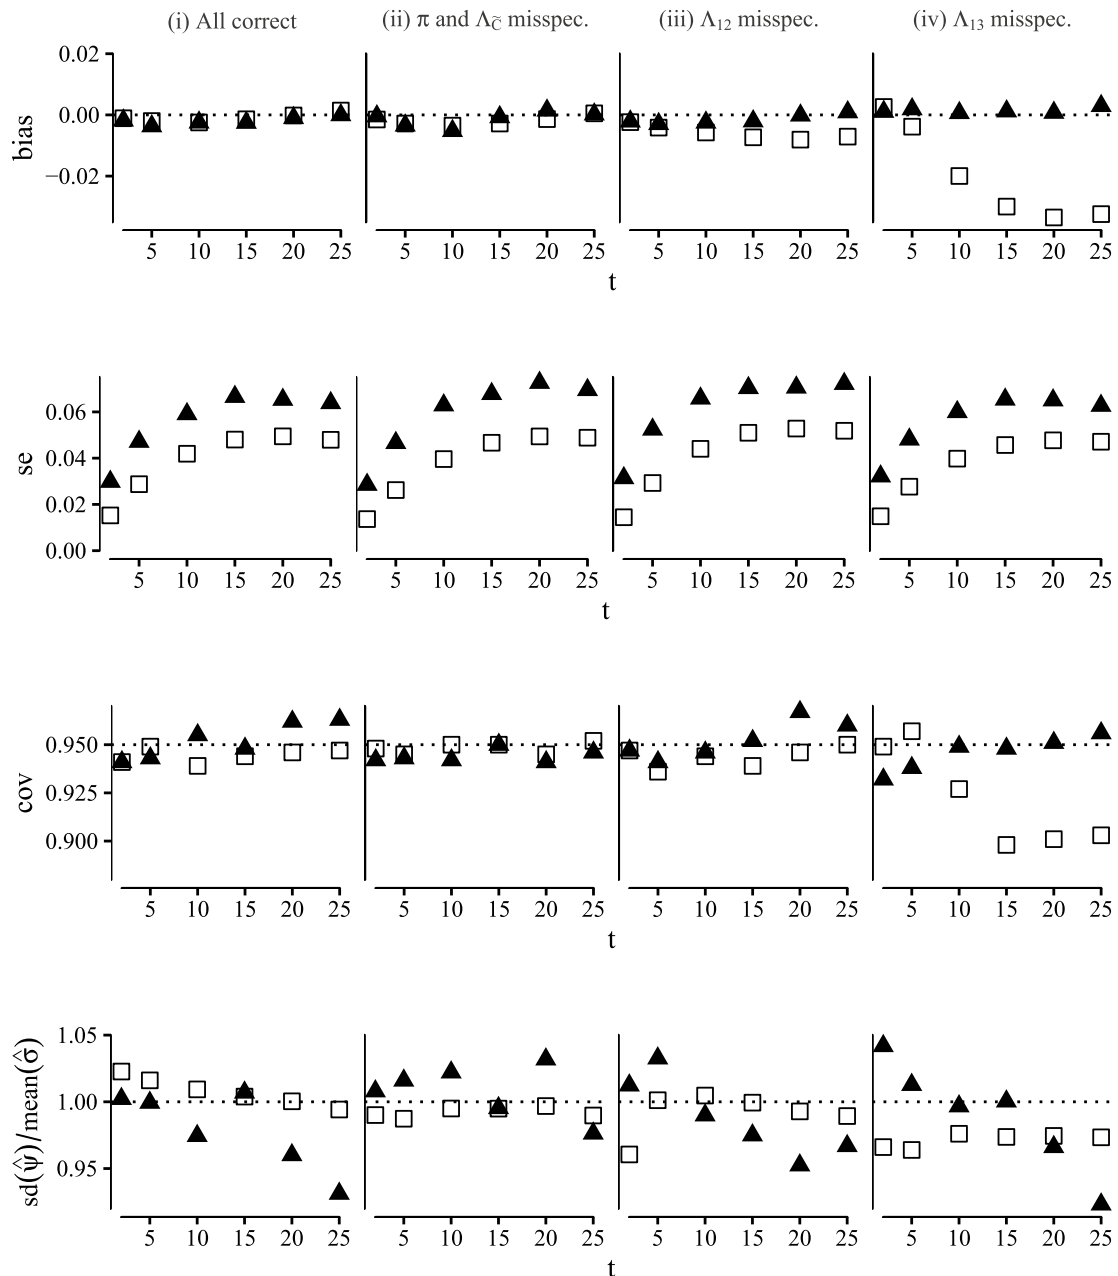 (i) All correct (ii) π and Λ_C̃ misspec. (iii) Λ₁₂ misspec. (iv) Λ₁₃ misspec.
0.02
0.00
−0.02
bias
5 10 15 20 25 5 10 15 20 25 5 10 15 20 25 5 10 15 20 25
t
0.06
0.04
0.02
0.00
se
5 10 15 20 25 5 10 15 20 25 5 10 15 20 25 5 10 15 20 25
t
0.950
0.925
0.900
cov
5 10 15 20 25 5 10 15 20 25 5 10 15 20 25 5 10 15 20 25
t
1.05
1.00
0.95
sd(ψ̂)/mean(σ̂)
5 10 15 20 25 5 10 15 20 25 5 10 15 20 25 5 10 15 20 25
t